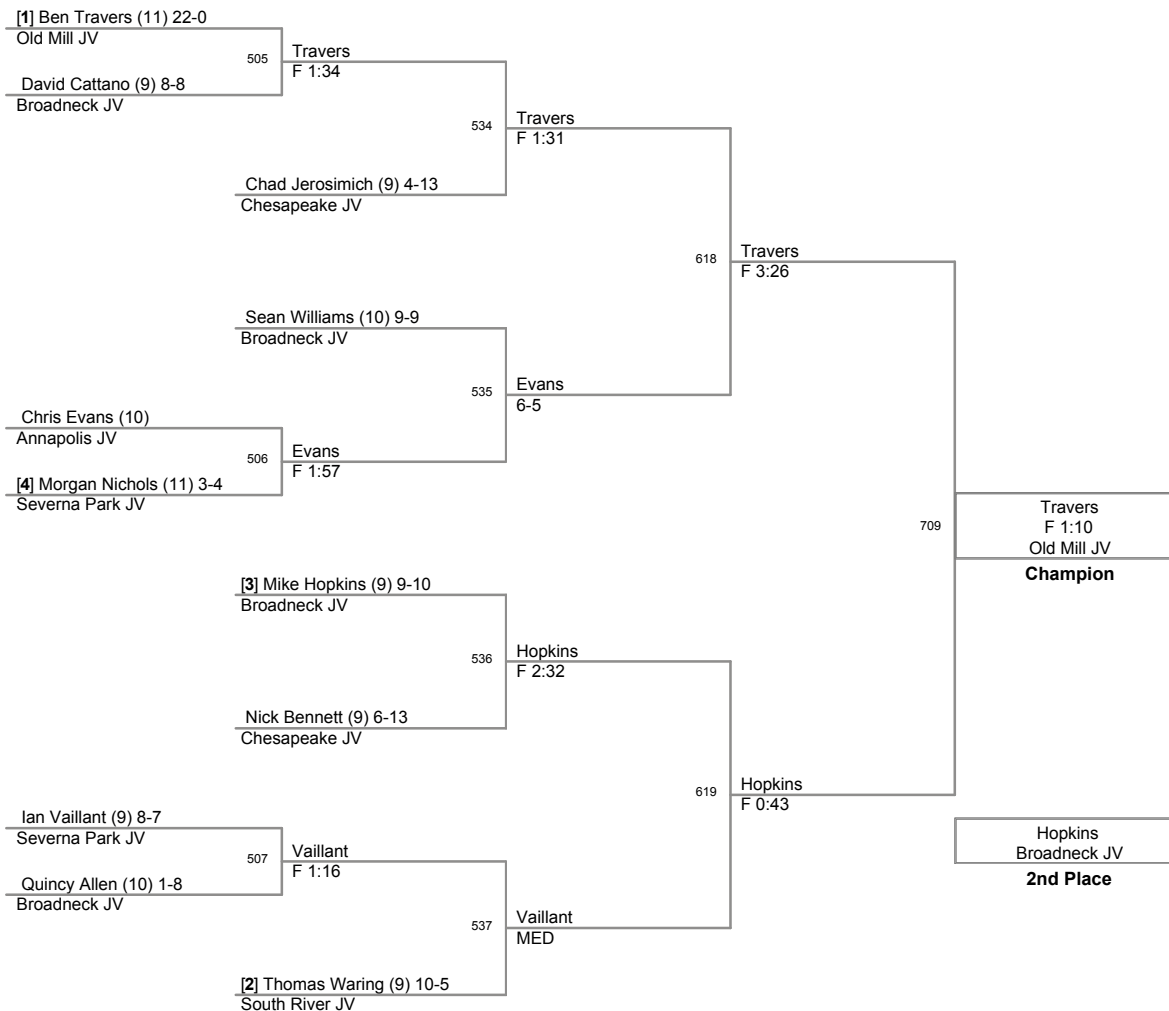 [1] Ben Travers (11) 22-0
Old Mill JV
505
Travers
F 1:34
David Cattano (9) 8-8
Broadneck JV
534
Travers
F 1:31
Chad Jerosimich (9) 4-13
Chesapeake JV
618
Travers
F 3:26
Sean Williams (10) 9-9
Broadneck JV
535
Evans
6-5
Chris Evans (10)
Annapolis JV
506
Evans
F 1:57
[4] Morgan Nichols (11) 3-4
Severna Park JV
709
Travers
F 1:10
Old Mill JV
Champion
[3] Mike Hopkins (9) 9-10
Broadneck JV
536
Hopkins
F 2:32
Nick Bennett (9) 6-13
Chesapeake JV
619
Hopkins
F 0:43
Ian Vaillant (9) 8-7
Severna Park JV
507
Vaillant
F 1:16
Quincy Allen (10) 1-8
Broadneck JV
Hopkins
Broadneck JV
2nd Place
537
Vaillant
MED
[2] Thomas Waring (9) 10-5
South River JV